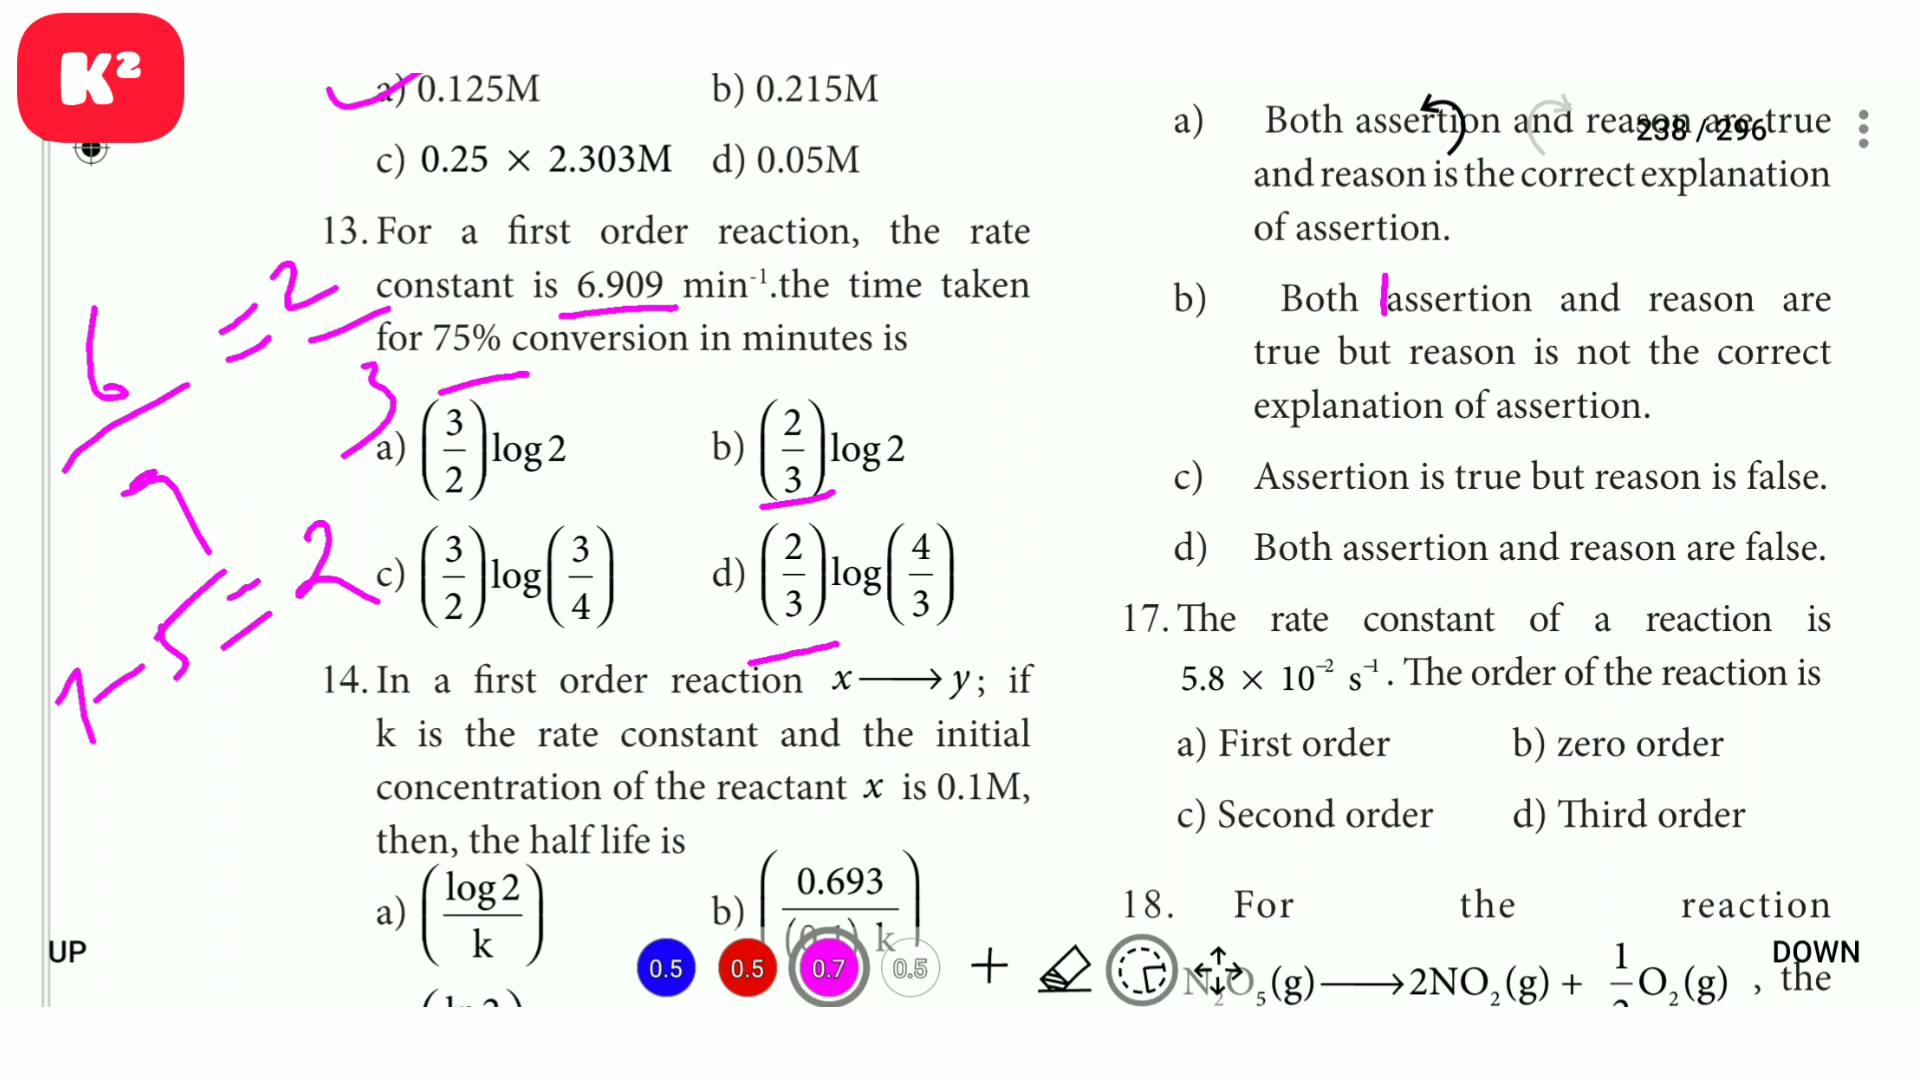 K²
a) 0.125M b) 0.215M
c) 0.25 × 2.303M d) 0.05M
13. For a first order reaction, the rate
constant is 6.909 min⁻¹.the time taken
for 75% conversion in minutes is
a) (3/2) log 2 b) (2/3) log 2
c) (3/2) log (3/4) d) (2/3) log (4/3)
14. In a first order reaction x ⟶ y; if
k is the rate constant and the initial
concentration of the reactant x is 0.1M,
then, the half life is
a) (log 2/k) b) (0.693/(0.1) k)
6 = 2
3
1-5 = 2
238 / 296
a) Both assertion and reason are true
and reason is the correct explanation
of assertion.
b) Both assertion and reason are
true but reason is not the correct
explanation of assertion.
c) Assertion is true but reason is false.
d) Both assertion and reason are false.
17. The rate constant of a reaction is
5.8 × 10⁻² s⁻¹. The order of the reaction is
a) First order b) zero order
c) Second order d) Third order
18. For the reaction
N₂O₅(g) ⟶ 2NO₂(g) + 1/2 O₂(g) , the
UP
DOWN
0.5 0.5 0.7 0.5